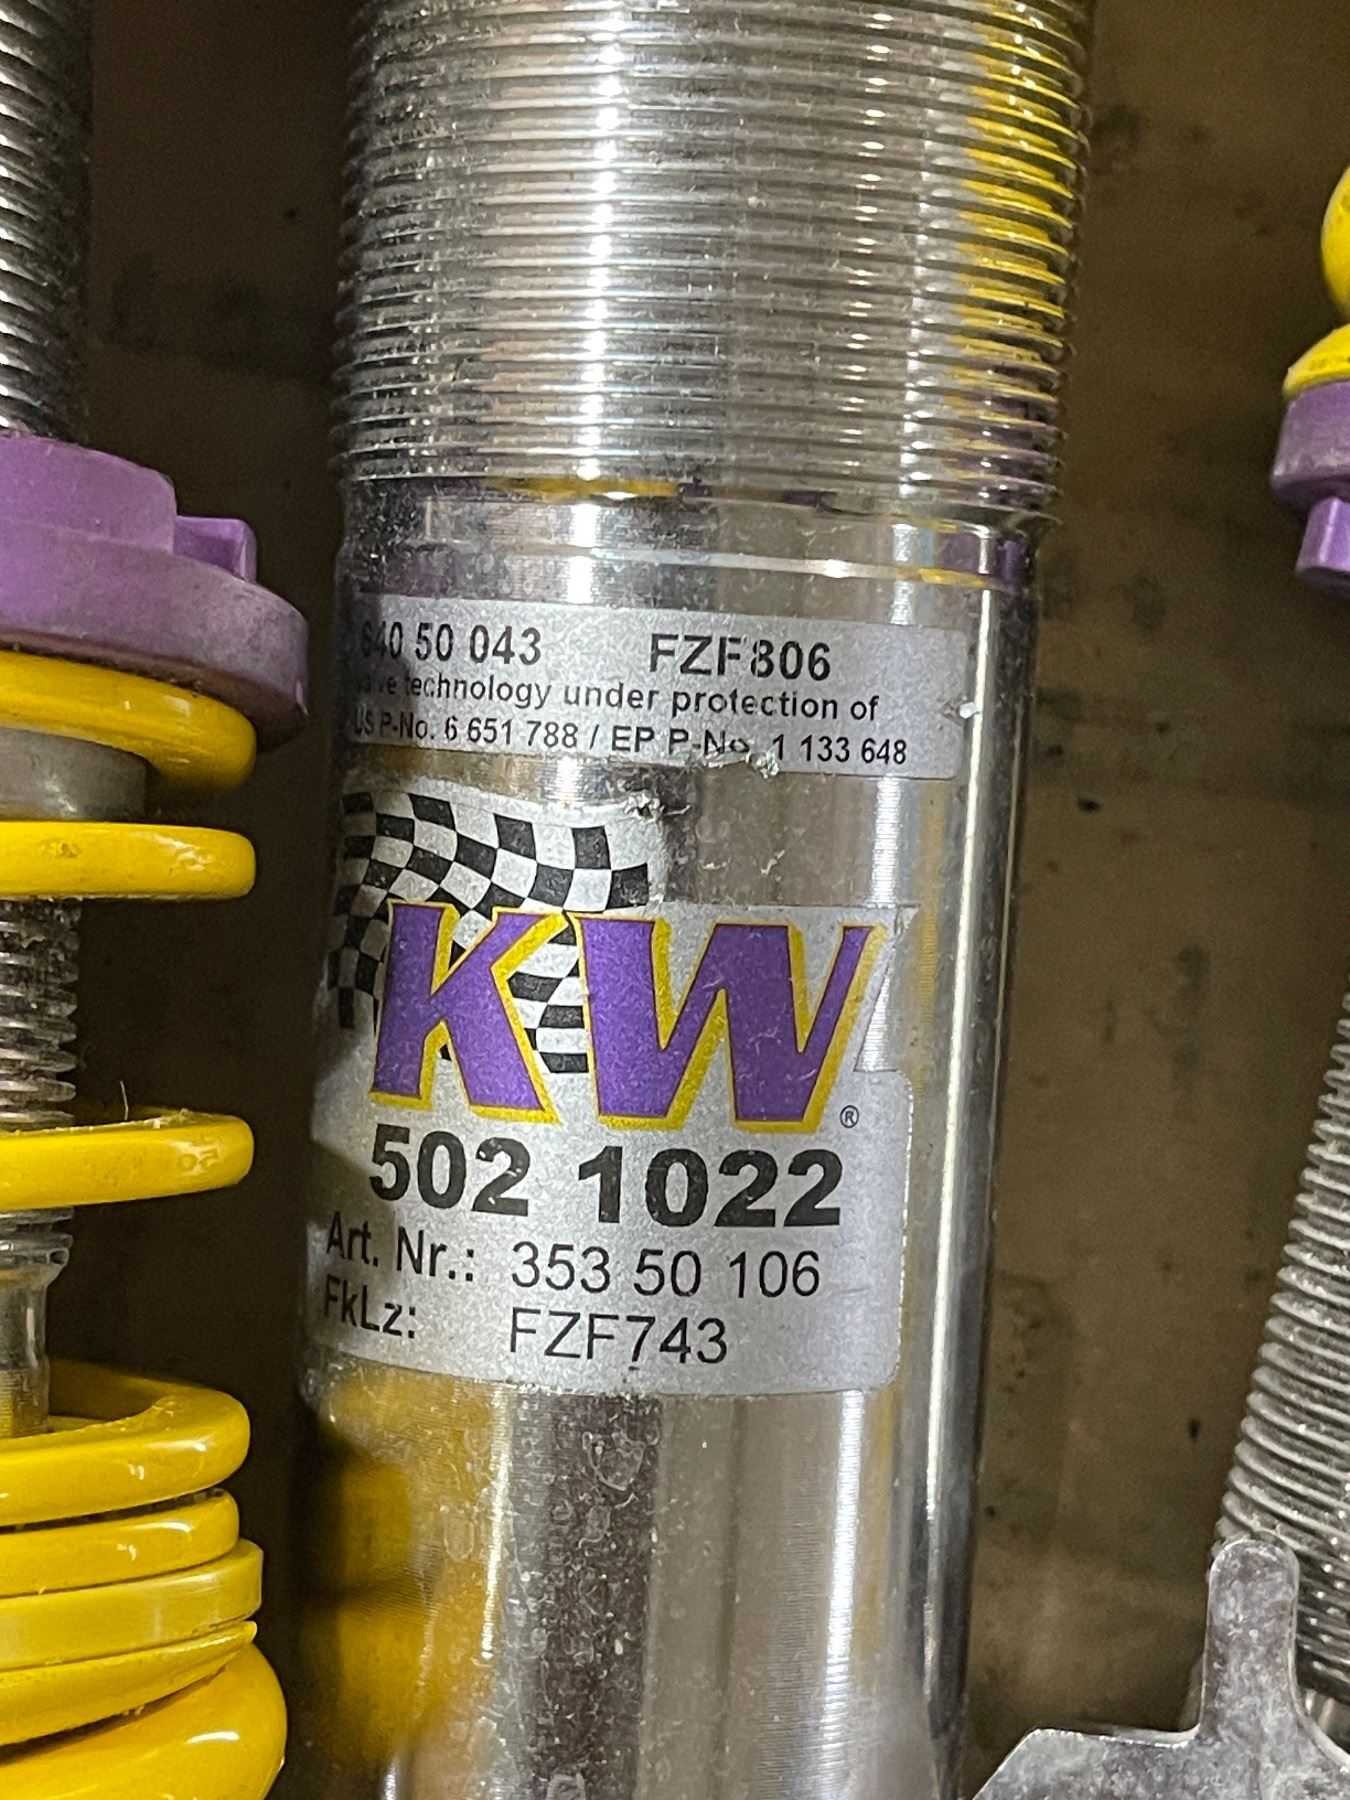 640 50 043 FZF806
technology under protection of
US P-No. 6 651 788 / EP P-No. 1 133 648
KW®
502 1022
Art. Nr.: 353 50 106
FkLz: FZF743